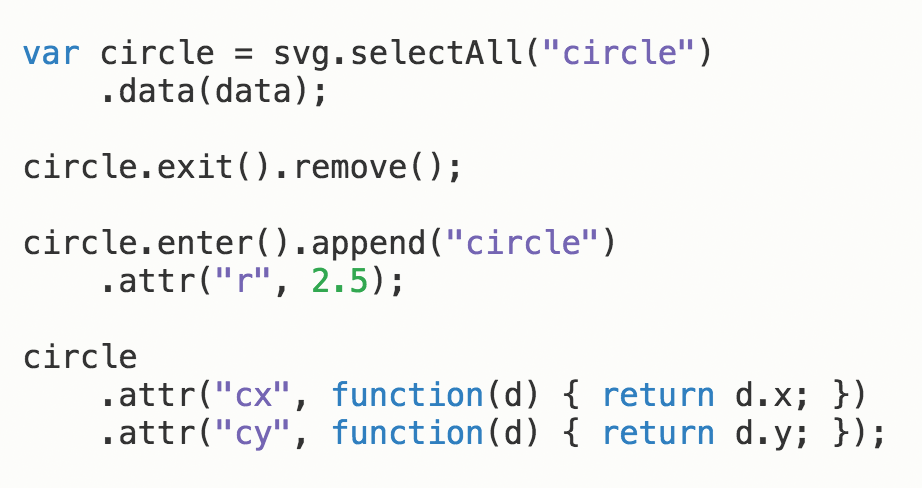 var circle = svg.selectAll("circle")
    .data(data);

circle.exit().remove();

circle.enter().append("circle")
    .attr("r", 2.5);

circle
    .attr("cx", function(d) { return d.x; })
    .attr("cy", function(d) { return d.y; });